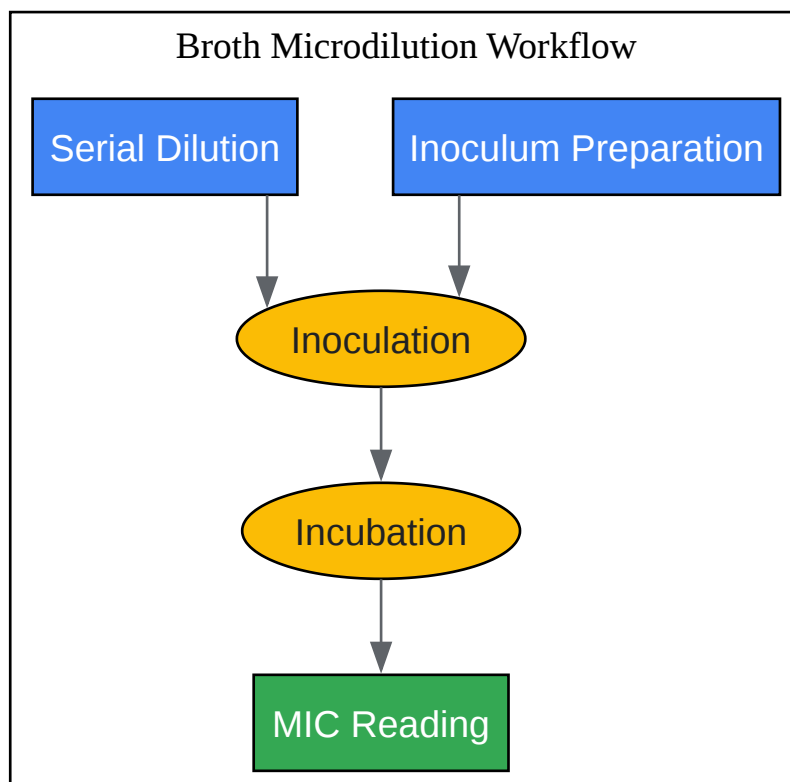 Broth Microdilution Workflow
Serial Dilution
Inoculum Preparation
Inoculation
Incubation
MIC Reading